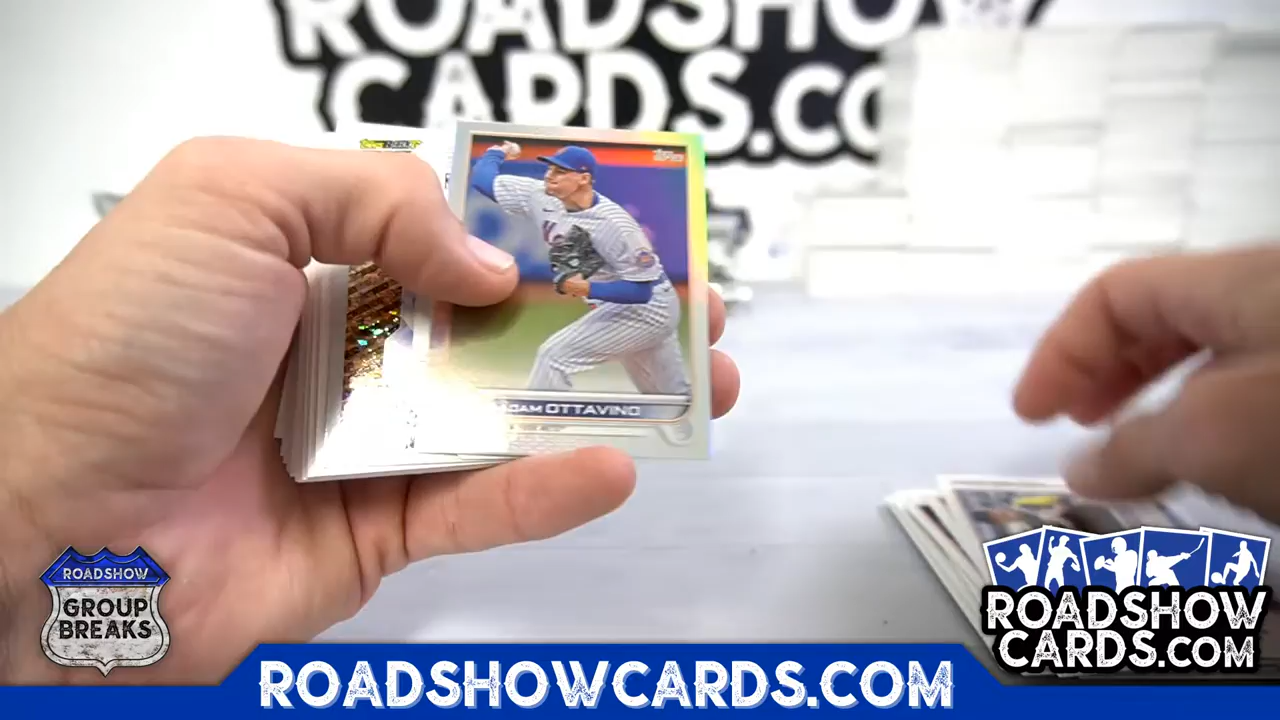 ROADSHOW
CARDS.CO
Topps
ADAM OTTAVINO
ROADSHOW
GROUP
BREAKS
ROADSHOW
CARDS.COM
ROADSHOWCARDS.COM